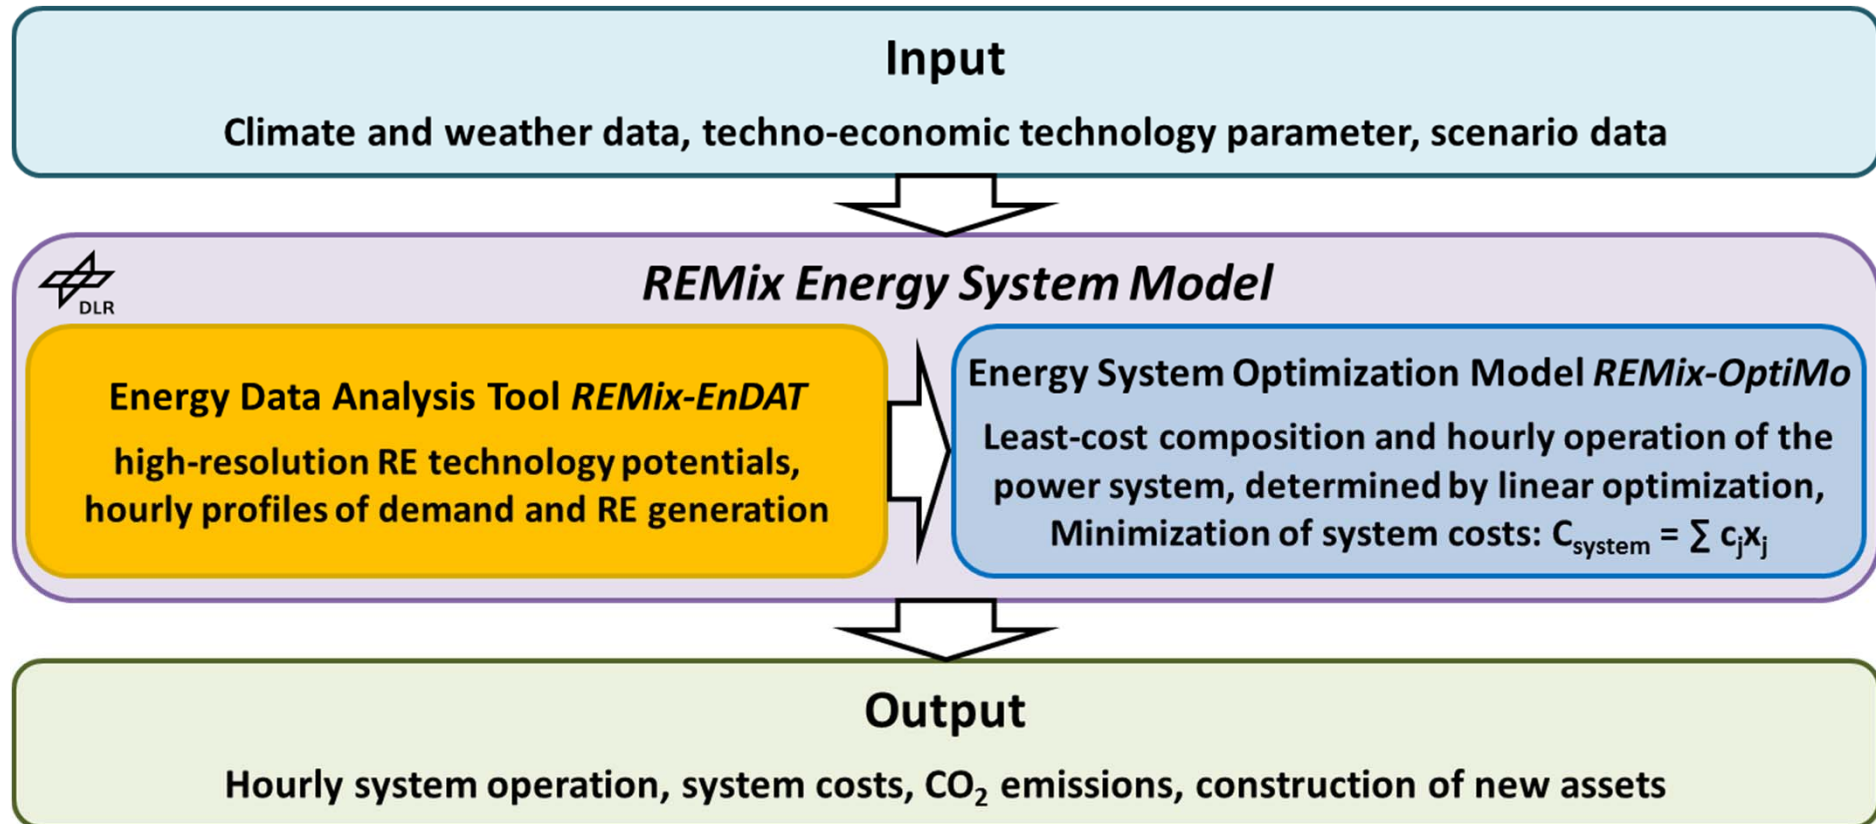 Input
Climate and weather data, techno-economic technology parameter, scenario data
DLR
REMix Energy System Model
Energy Data Analysis Tool REMix-EnDAT
high-resolution RE technology potentials,
hourly profiles of demand and RE generation
Energy System Optimization Model REMix-OptiMo
Least-cost composition and hourly operation of the
power system, determined by linear optimization,
Minimization of system costs: C_system = ∑ c_jx_j
Output
Hourly system operation, system costs, CO₂ emissions, construction of new assets